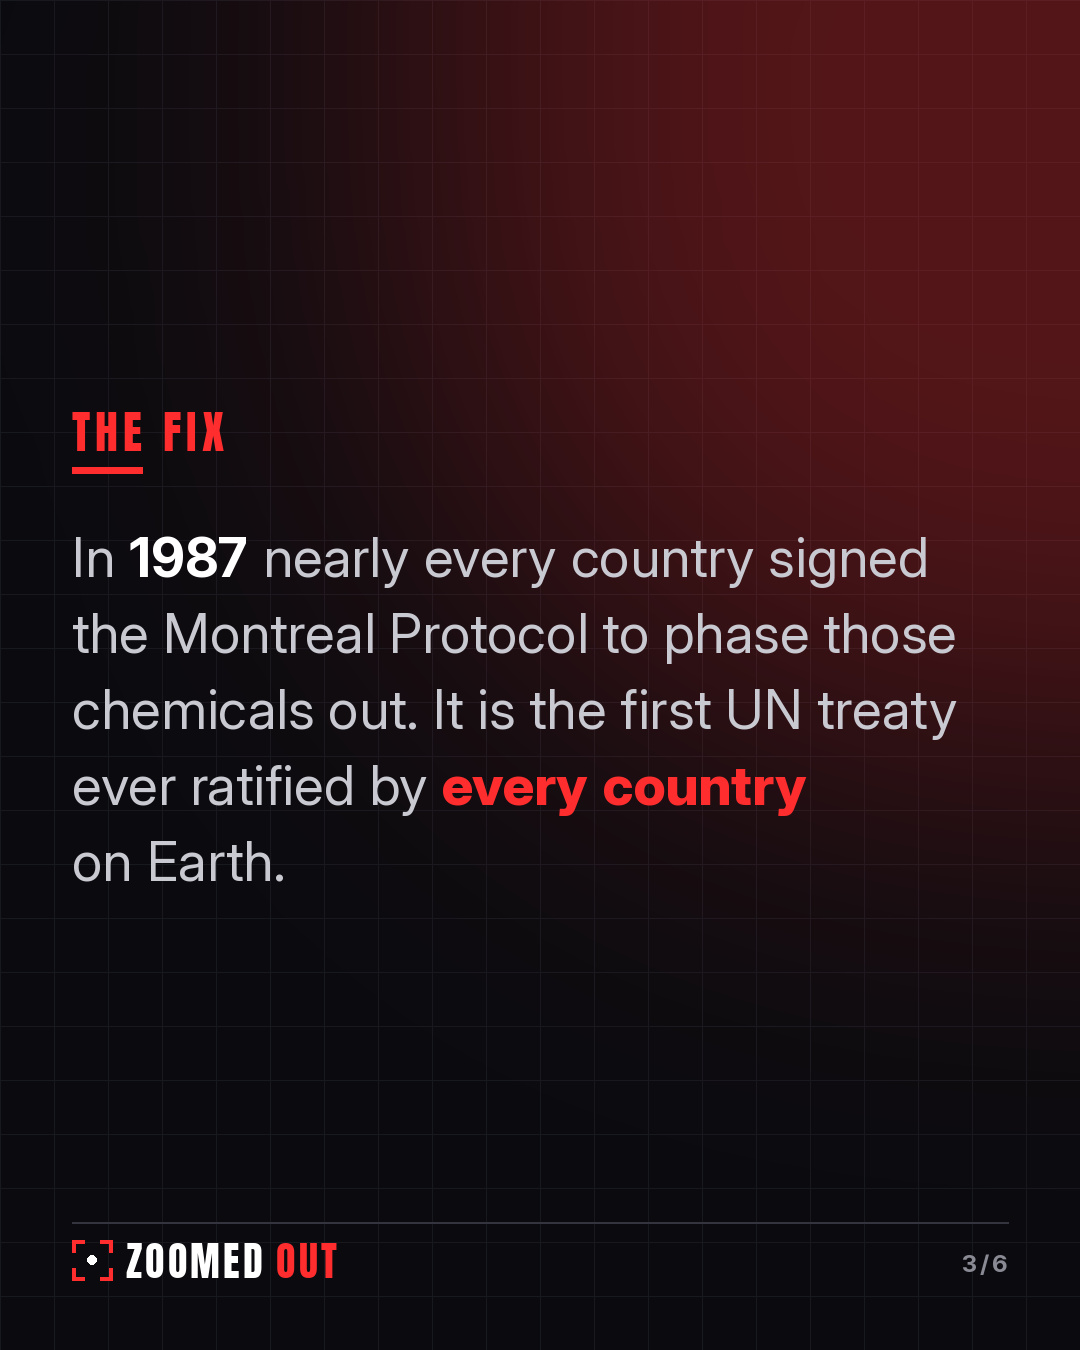 THE FIX
In 1987 nearly every country signed
the Montreal Protocol to phase those
chemicals out. It is the first UN treaty
ever ratified by every country
on Earth.
ZOOMED OUT
3/6